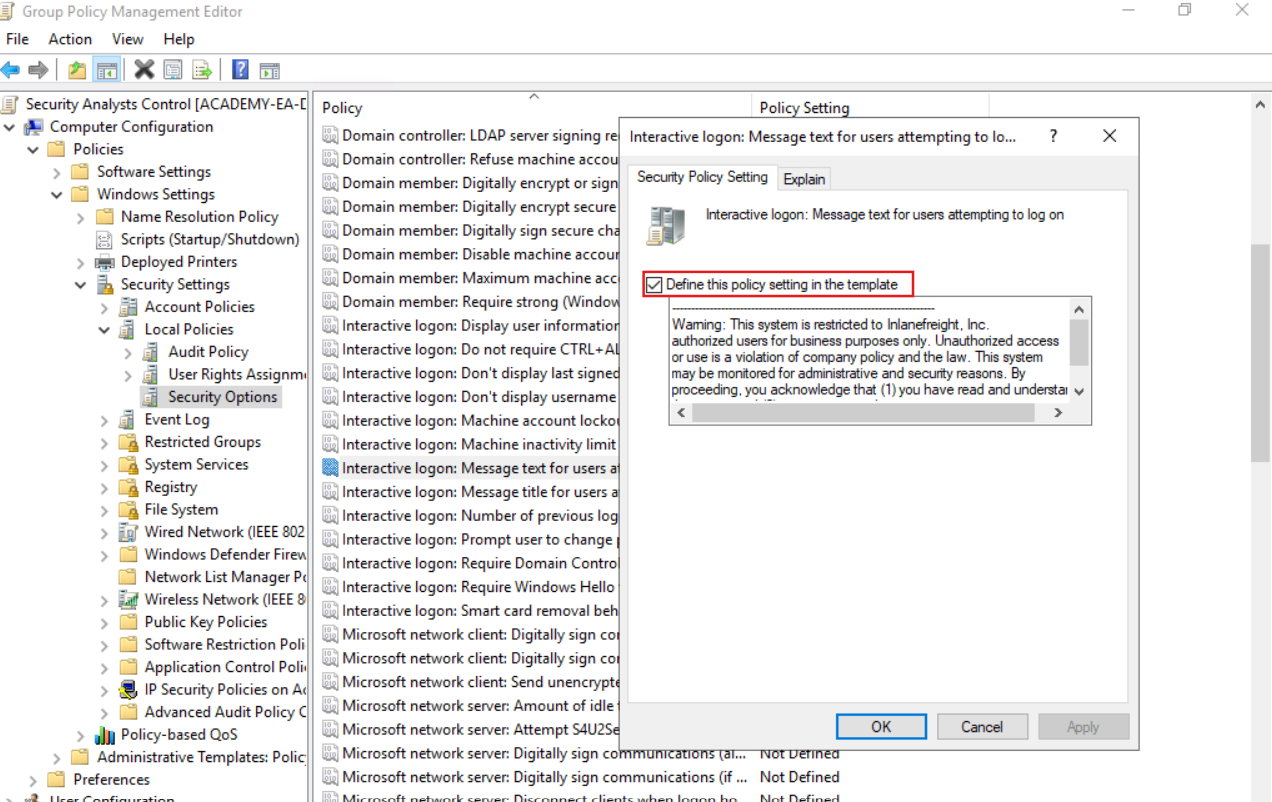 Group Policy Management Editor
File Action View Help
Security Analysts Control [ACADEMY-EA-D
Computer Configuration
Policies
Software Settings
Windows Settings
Name Resolution Policy
Scripts (Startup/Shutdown)
Deployed Printers
Security Settings
Account Policies
Local Policies
Audit Policy
User Rights Assignme
Security Options
Event Log
Restricted Groups
System Services
Registry
File System
Wired Network (IEEE 802
Windows Defender Firew
Network List Manager Po
Wireless Network (IEEE 8
Public Key Policies
Software Restriction Poli
Application Control Poli
IP Security Policies on Ac
Advanced Audit Policy C
Policy-based QoS
Administrative Templates: Polic
Preferences
User Configuration
Policy Policy Setting
Domain controller: LDAP server signing re
Domain controller: Refuse machine accou
Domain member: Digitally encrypt or sign
Domain member: Digitally encrypt secure
Domain member: Digitally sign secure cha
Domain member: Disable machine accour
Domain member: Maximum machine acc
Domain member: Require strong (Window
Interactive logon: Display user information
Interactive logon: Do not require CTRL+AL
Interactive logon: Don't display last signed
Interactive logon: Don't display username
Interactive logon: Machine account lockou
Interactive logon: Machine inactivity limit
Interactive logon: Message text for users at
Interactive logon: Message title for users a
Interactive logon: Number of previous log
Interactive logon: Prompt user to change p
Interactive logon: Require Domain Control
Interactive logon: Require Windows Hello
Interactive logon: Smart card removal beh
Microsoft network client: Digitally sign cor
Microsoft network client: Digitally sign cor
Microsoft network client: Send unencrypte
Microsoft network server: Amount of idle t
Microsoft network server: Attempt S4U2Se
Microsoft network server: Digitally sign communications (al... Not Defined
Microsoft network server: Digitally sign communications (if ... Not Defined
Microsoft network server: Disconnect clients when logon ho... Not Defined
Interactive logon: Message text for users attempting to lo... ?
Security Policy Setting Explain
Interactive logon: Message text for users attempting to log on
Define this policy setting in the template
--------------------------------------------------------------------
Warning: This system is restricted to Inlanefreight, Inc.
authorized users for business purposes only. Unauthorized access
or use is a violation of company policy and the law. This system
may be monitored for administrative and security reasons. By
proceeding, you acknowledge that (1) you have read and understan
OK Cancel Apply